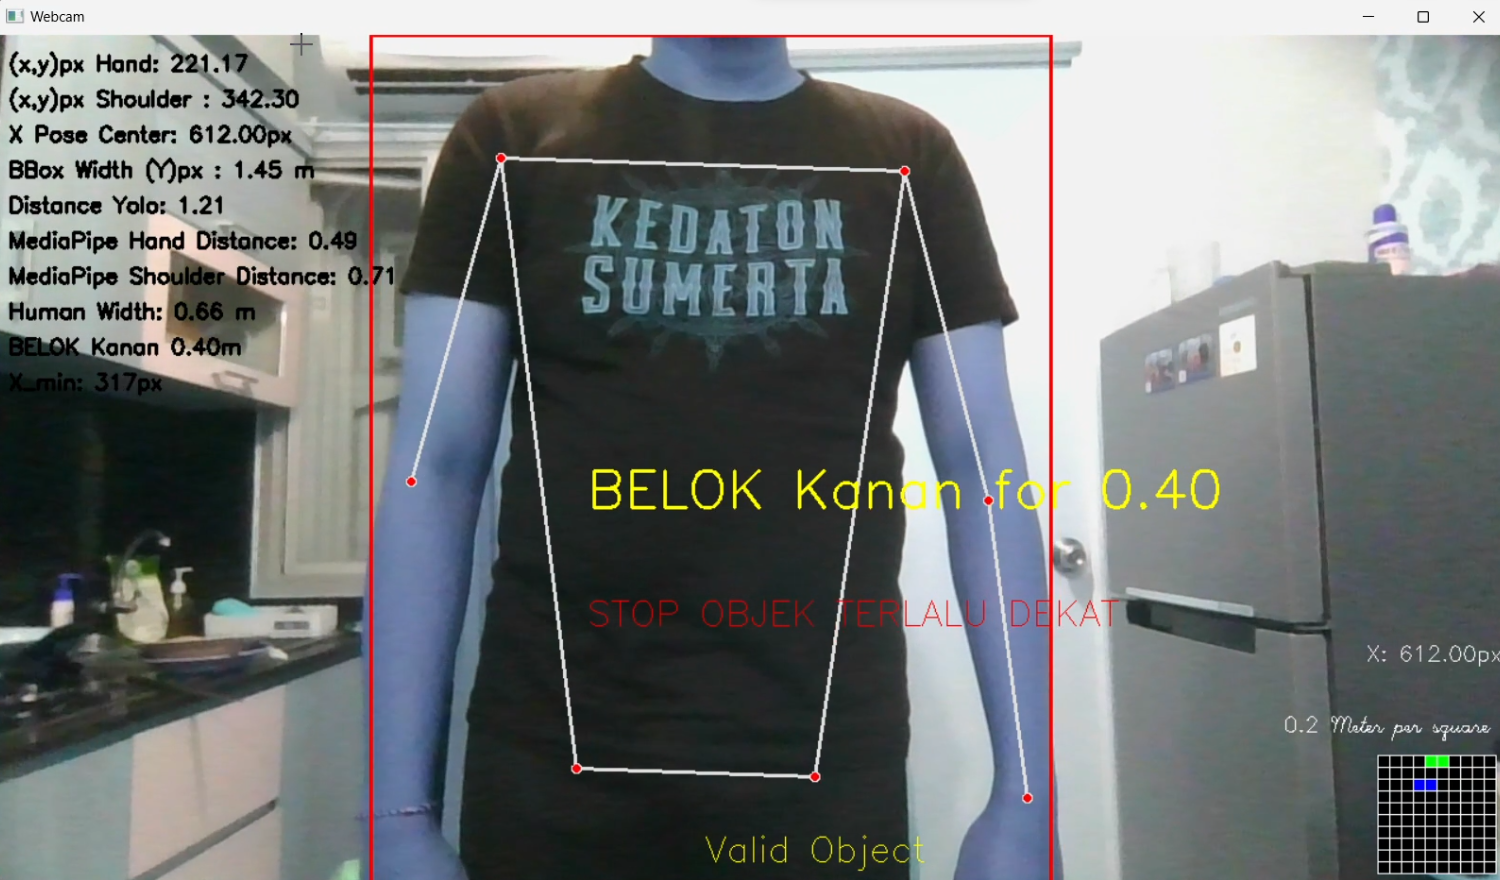 Webcam
(x,y)px Hand: 221.17
(x,y)px Shoulder : 342.30
X Pose Center: 612.00px
BBox Width (Y)px : 1.45 m
Distance Yolo: 1.21
MediaPipe Hand Distance: 0.49
MediaPipe Shoulder Distance: 0.71
Human Width: 0.66 m
BELOK Kanan 0.40m
X_min: 317px
KEDATON
SUMERTA
BELOK Kanan for 0.40
STOP OBJEK TERLALU DEKAT
X: 612.00px
0.2 Meter per square
Valid Object